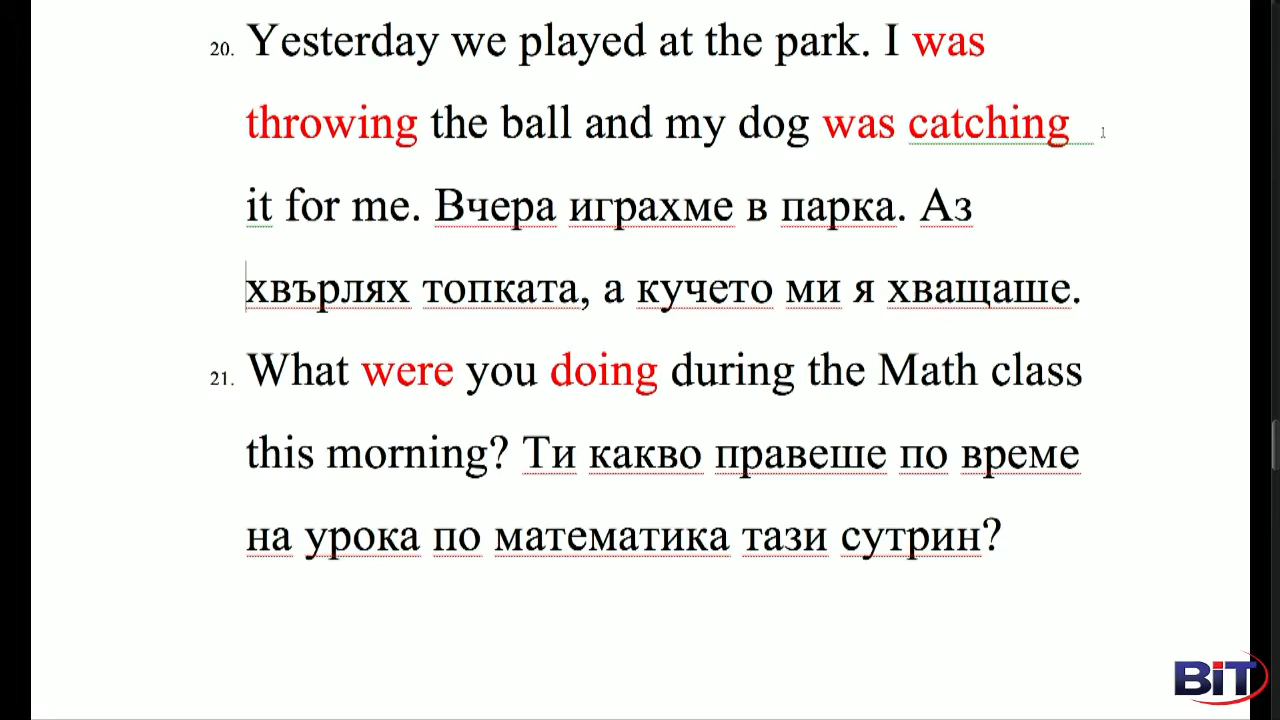 20. Yesterday we played at the park. I was
throwing the ball and my dog was catching
it for me. Вчера играхме в парка. Аз
хвърлях топката, а кучето ми я хващаше.
21. What were you doing during the Math class
this morning? Ти какво правеше по време
на урока по математика тази сутрин?
BiT